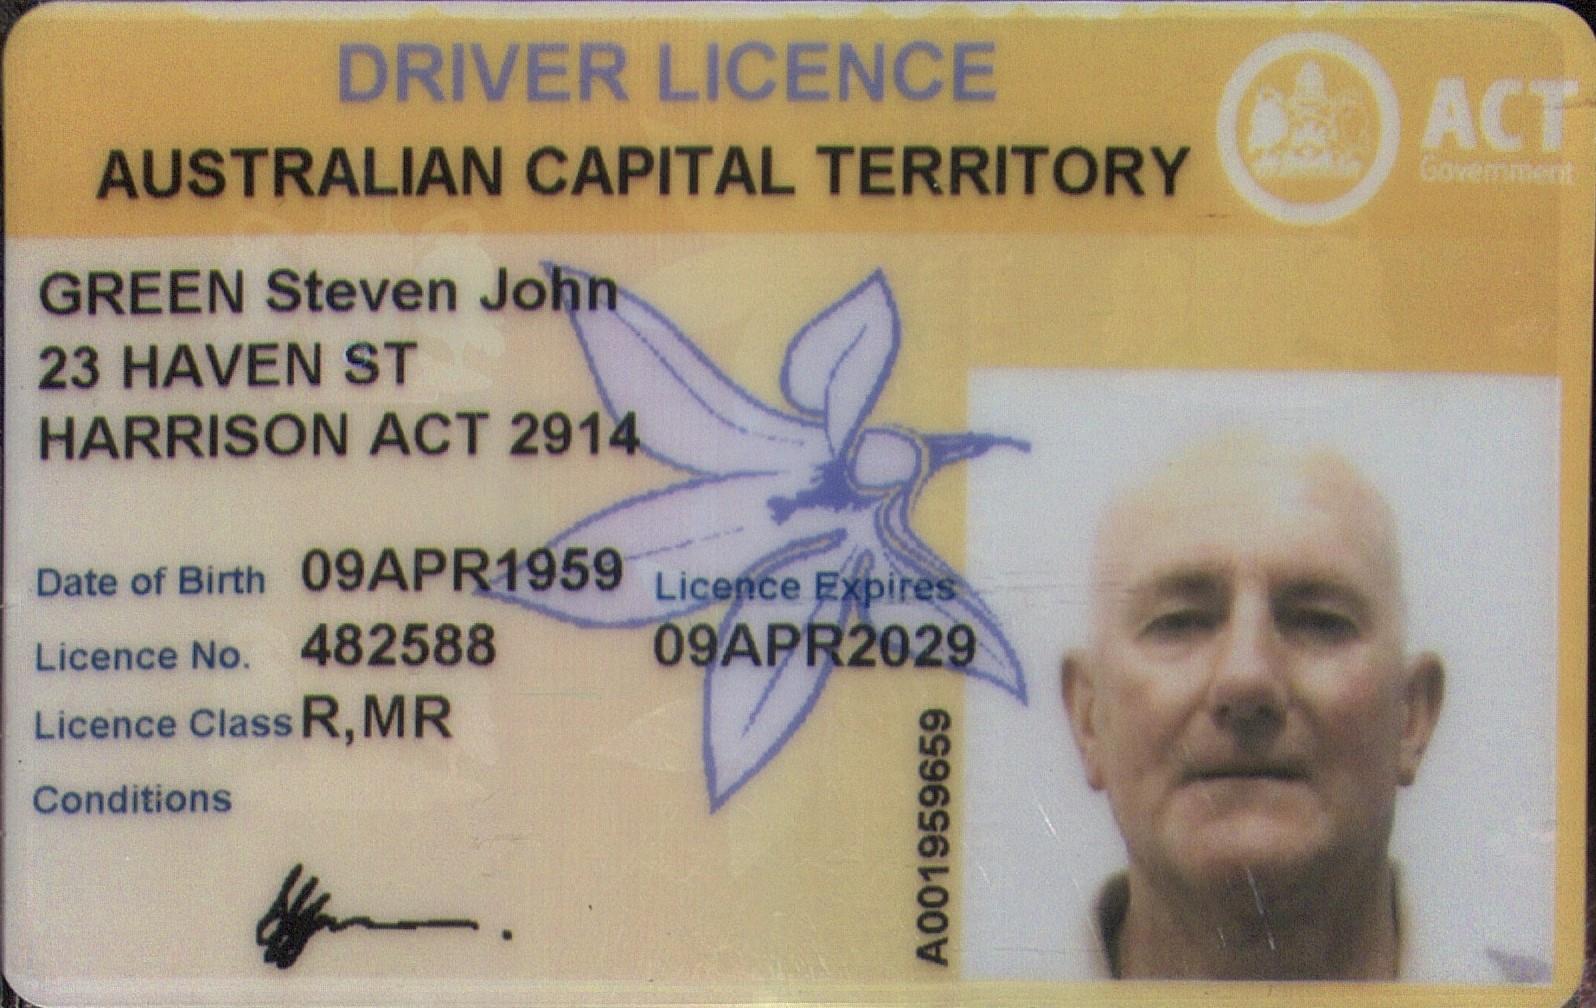 DRIVER LICENCE
AUSTRALIAN CAPITAL TERRITORY
ACT
Government
GREEN Steven John
23 HAVEN ST
HARRISON ACT 2914
Date of Birth 09APR1959
Licence Expires
Licence No. 482588
09APR2029
Licence Class R,MR
Conditions
A001959659